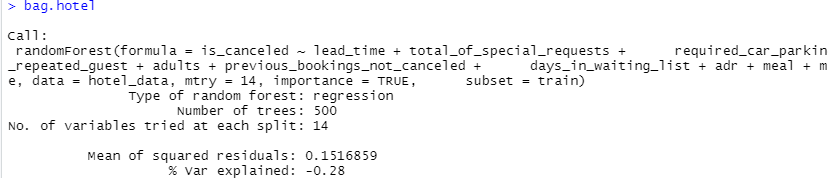 > bag.hotel

Call:
 randomForest(formula = is_canceled ~ lead_time + total_of_special_requests +      required_car_parkin
_repeated_guest + adults + previous_bookings_not_canceled +      days_in_waiting_list + adr + meal + m
e, data = hotel_data, mtry = 14, importance = TRUE,      subset = train)
               Type of random forest: regression
                     Number of trees: 500
No. of variables tried at each split: 14

          Mean of squared residuals: 0.1516859
                    % Var explained: -0.28